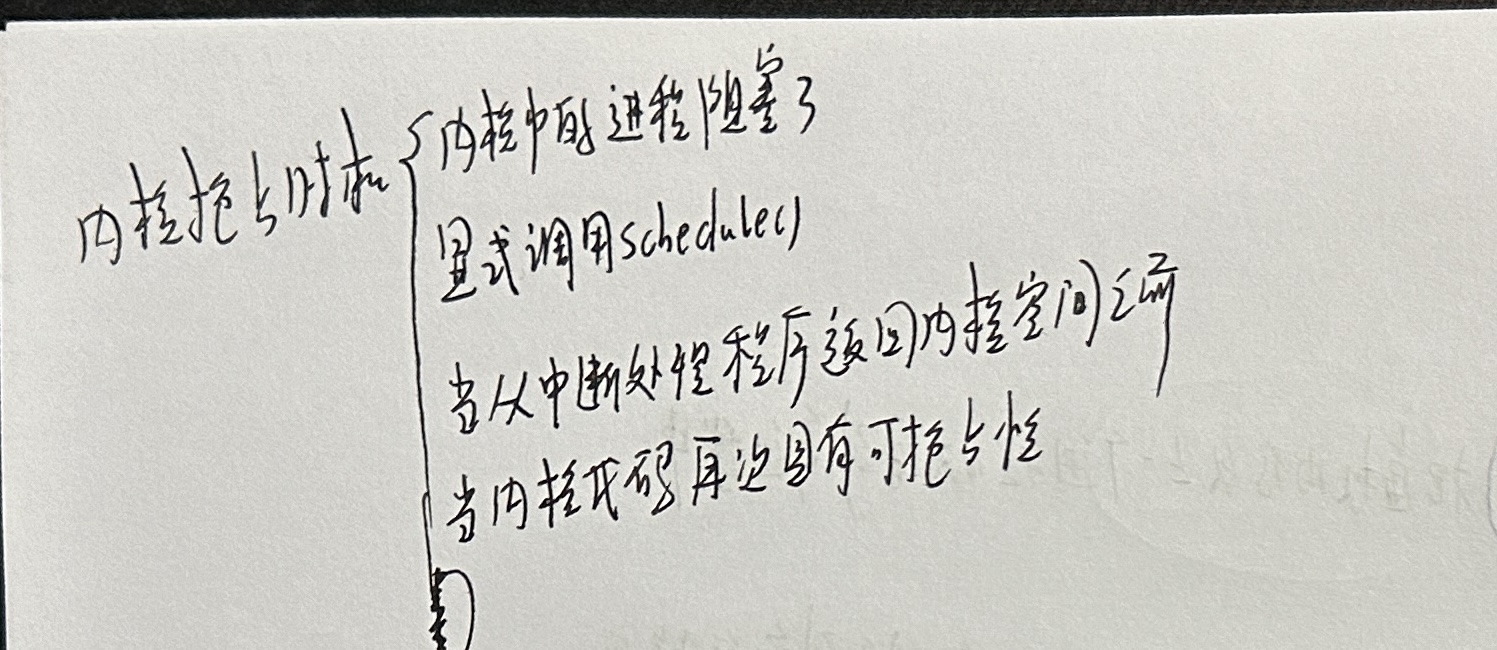 内核抢占时机
内核中的进程阻塞了
显式调用schedule()
当从中断处理程序返回内核空间之前
当内核代码再次具有可抢占性